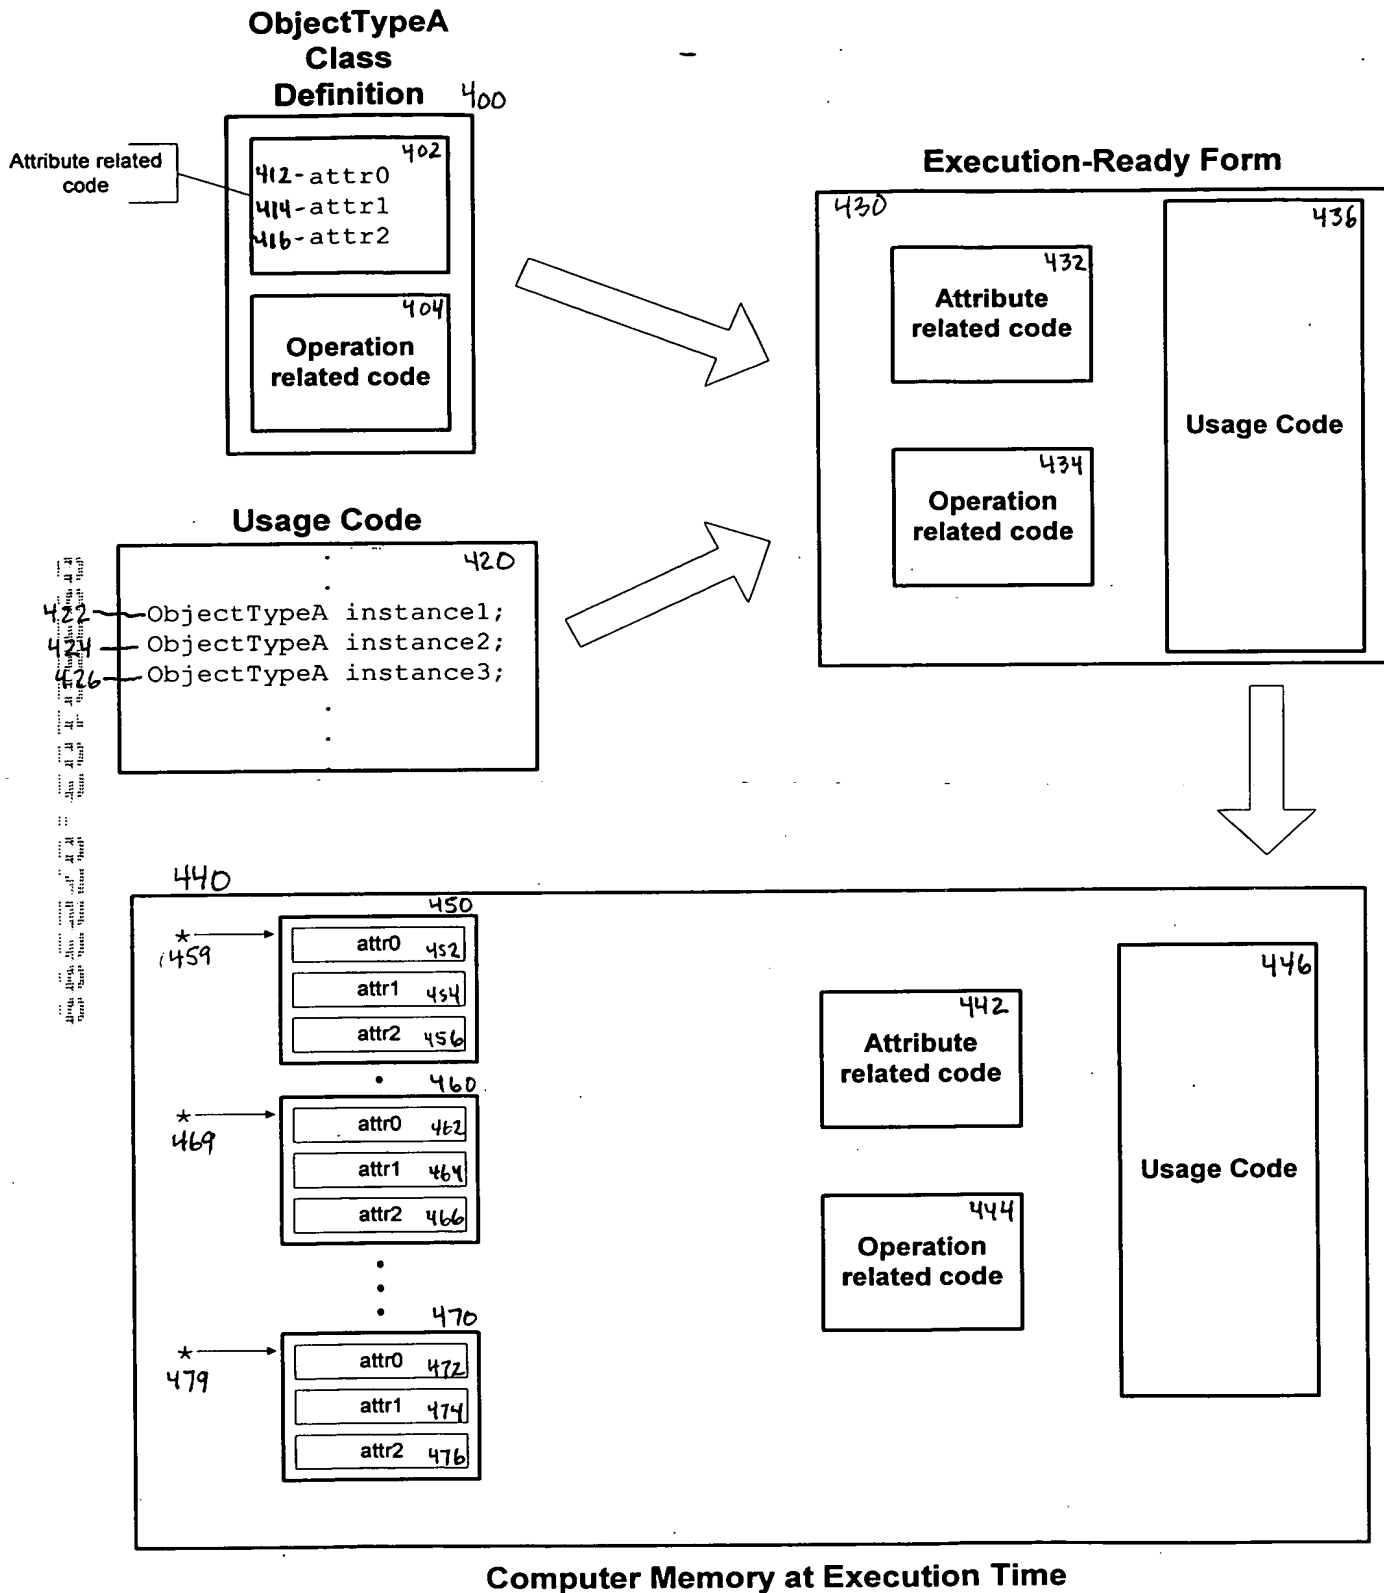 ObjectTypeA
Class
Definition
400
Attribute related
code
402
412-attr0
414-attr1
416-attr2
404
Operation
related code
Execution-Ready Form
430
436
432
Attribute
related code
Usage Code
434
Operation
related code
Usage Code
420
422 ObjectTypeA instance1;
424 ObjectTypeA instance2;
426 ObjectTypeA instance3;
440
450
*
459
attr0 452
attr1 454
attr2 456
460
*
469
attr0 462
attr1 464
attr2 466
470
*
479
attr0 472
attr1 474
attr2 476
442
Attribute
related code
444
Operation
related code
446
Usage Code
Computer Memory at Execution Time